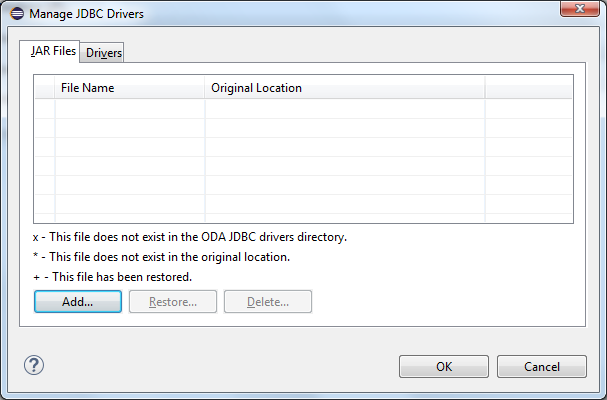 Manage JDBC Drivers
JAR Files
Drivers
File Name
Original Location
x - This file does not exist in the ODA JDBC drivers directory.
* - This file does not exist in the original location.
+ - This file has been restored.
Add...
Restore...
Delete...
?
OK
Cancel